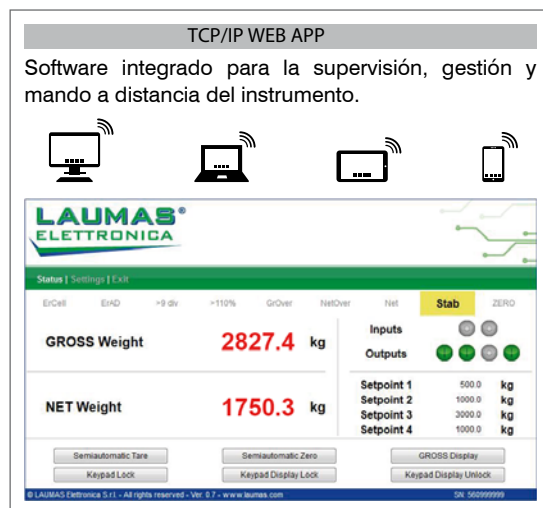 TCP/IP WEB APP
Software integrado para la supervisión, gestión y
mando a distancia del instrumento.
LAUMAS®
ELETTRONICA
Status | Settings | Exit
ErCell ErAD >9 div >110% GrOver NetOver Net Stab ZERO
GROSS Weight 2827.4 kg
Inputs
Outputs
NET Weight 1750.3 kg
Setpoint 1 500.0 kg
Setpoint 2 1000.0 kg
Setpoint 3 3000.0 kg
Setpoint 4 1000.0 kg
Semiautomatic Tare Semiautomatic Zero GROSS Display
Keypad Lock Keypad Display Lock Keypad Display Unlock
© LAUMAS Elettronica S.r.l. - All rights reserved - Ver. 0.7 - www.laumas.com SN: 560999999